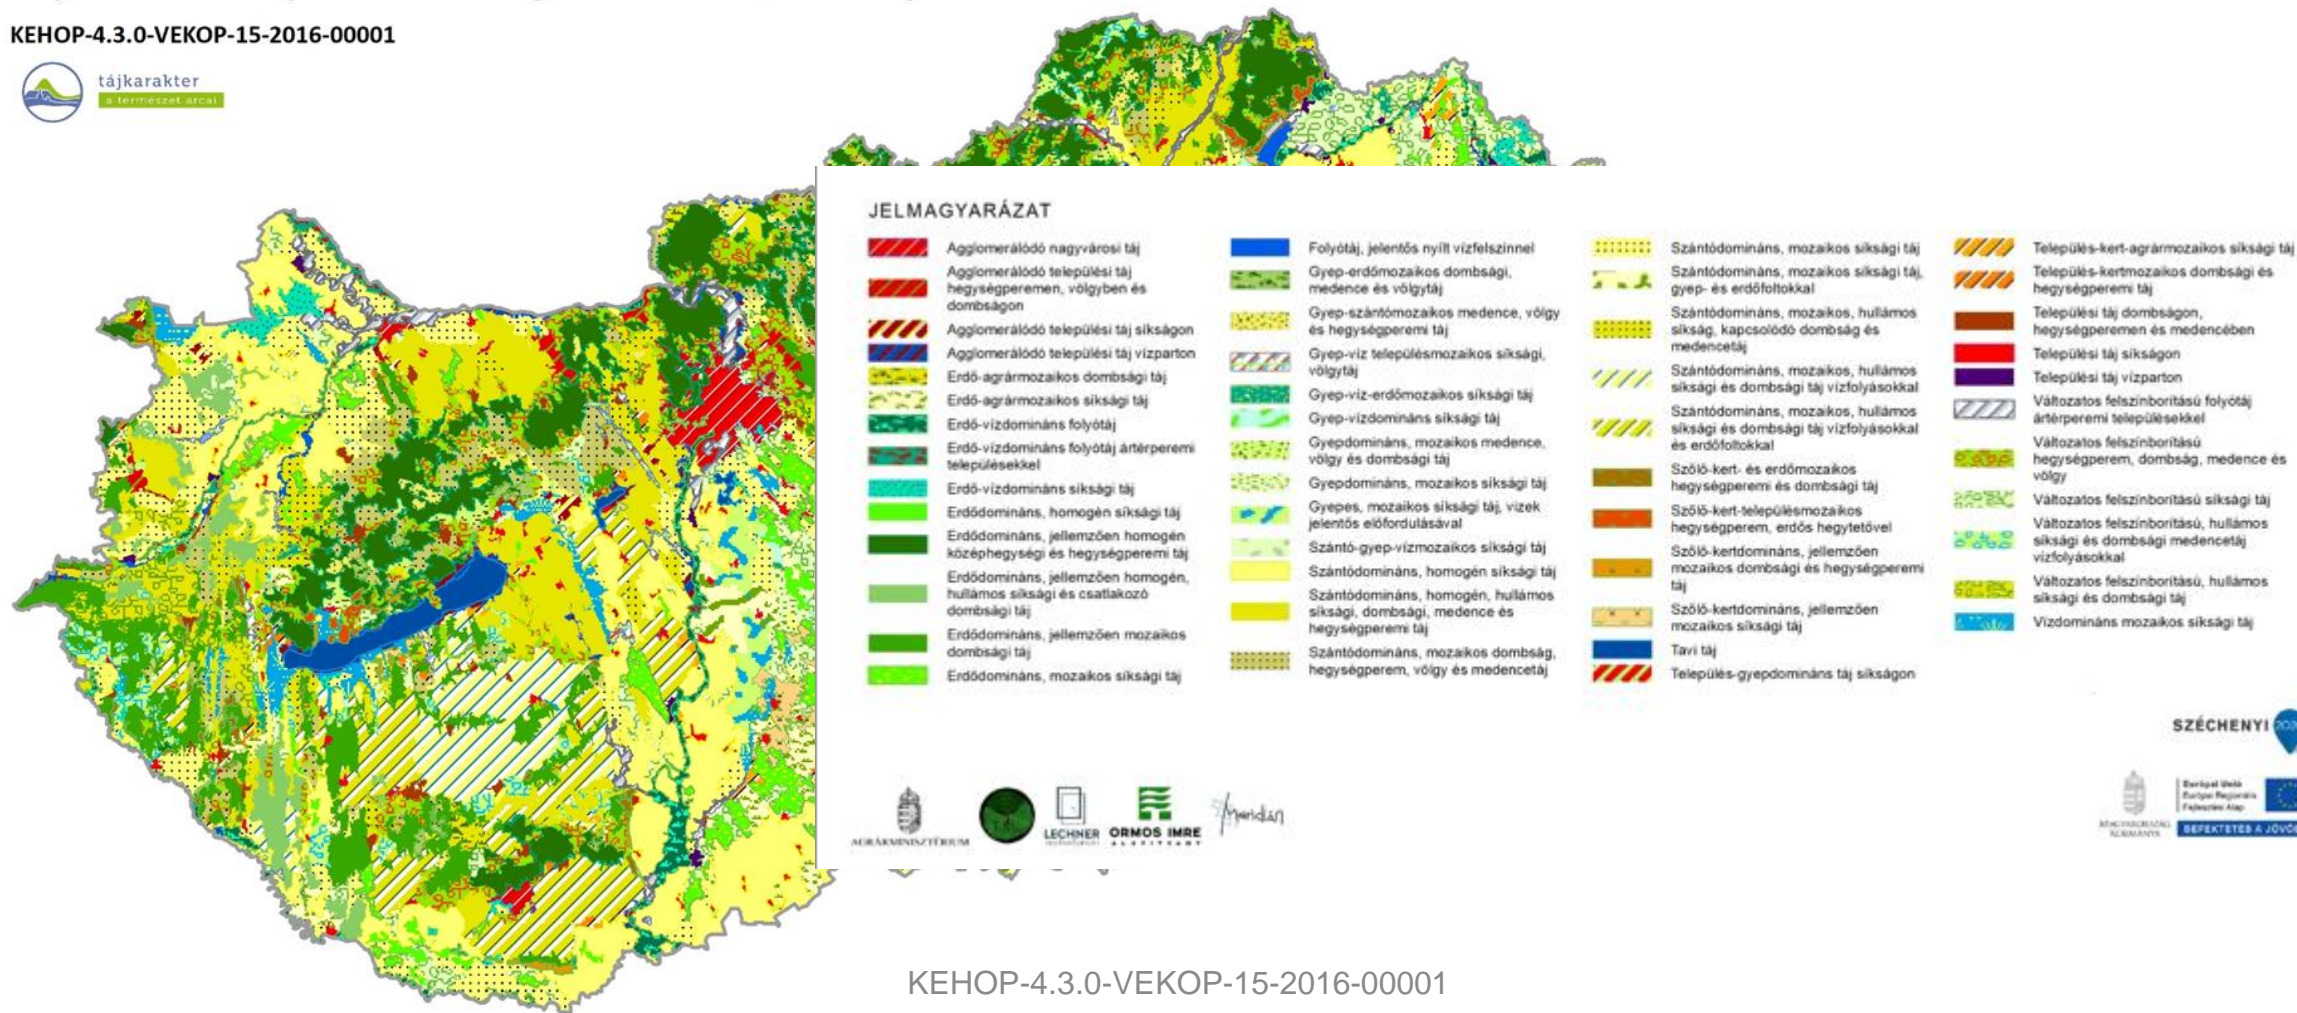 KEHOP-4.3.0-VEKOP-15-2016-00001
tájkarakter
a természet arcai
JELMAGYARÁZAT
Agglomerálódó nagyvárosi táj
Agglomerálódó települési táj
hegységperemen, völgyben és
dombságon
Agglomerálódó települési táj síkságon
Agglomerálódó települési táj vízparton
Erdő-agrármozaikos dombsági táj
Erdő-agrármozaikos síksági táj
Erdő-vízdomináns folyótáj
Erdő-vízdomináns folyótáj ártérperemi
településekkel
Erdő-vízdomináns síksági táj
Erdődomináns, homogén síksági táj
Erdődomináns, jellemzően homogén
középhegységi és hegységperemi táj
Erdődomináns, jellemzően homogén,
hullámos síksági és csatlakozó
dombsági táj
Erdődomináns, jellemzően mozaikos
dombsági táj
Erdődomináns, mozaikos síksági táj
Folyótáj, jelentős nyílt vízfelszínnel
Gyep-erdőmozaikos dombsági,
medence és völgytáj
Gyep-szántómozaikos medence, völgy
és hegységperemi táj
Gyep-víz településmozaikos síksági,
völgytáj
Gyep-víz-erdőmozaikos síksági táj
Gyep-vízdomináns síksági táj
Gyepdomináns, mozaikos medence,
völgy és dombsági táj
Gyepdomináns, mozaikos síksági táj
Gyepes, mozaikos síksági táj, vizek
jelentős előfordulásával
Szántó-gyep-vízmozaikos síksági táj
Szántódomináns, homogén síksági táj
Szántódomináns, homogén, hullámos
síksági, dombsági, medence és
hegységperemi táj
Szántódomináns, mozaikos dombság,
hegységperem, völgy és medencetáj
Szántódomináns, mozaikos síksági táj
Szántódomináns, mozaikos síksági táj,
gyep- és erdőfoltokkal
Szántódomináns, mozaikos, hullámos
síkság, kapcsolódó dombság és
medencetáj
Szántódomináns, mozaikos, hullámos
síksági és dombsági táj vízfolyásokkal
Szántódomináns, mozaikos, hullámos
síksági és dombsági táj vízfolyásokkal
és erdőfoltokkal
Szőlő-kert- és erdőmozaikos
hegységperemi és dombsági táj
Szőlő-kert-településmozaikos
hegységperem, erdős hegytetővel
Szőlő-kertdomináns, jellemzően
mozaikos dombsági és hegységperemi
táj
Szőlő-kertdomináns, jellemzően
mozaikos síksági táj
Tavi táj
Település-gyepdomináns táj síkságon
Település-kert-agrármozaikos síksági táj
Település-kertmozaikos dombsági és
hegységperemi táj
Települési táj dombságon,
hegységperemen és medencében
Települési táj síkságon
Települési táj vízparton
Változatos felszínborítású folyótáj
ártérperemi településekkel
Változatos felszínborítású
hegységperem, dombság, medence és
völgy
Változatos felszínborítású síksági táj
Változatos felszínborítású, hullámos
síksági és dombsági medencetáj
vízfolyásokkal
Változatos felszínborítású, hullámos
síksági és dombsági táj
Vízdomináns mozaikos síksági táj
SZÉCHENYI
AGRÁRMINISZTÉRIUM
LECHNER
ORMOS IMRE
ALAPÍTVÁNY
Meridián
MAGYARORSZÁG
KORMÁNYA
Európai Unió
Európai Regionális
Fejlesztési Alap
BEFEKTETÉS A
KEHOP-4.3.0-VEKOP-15-2016-00001